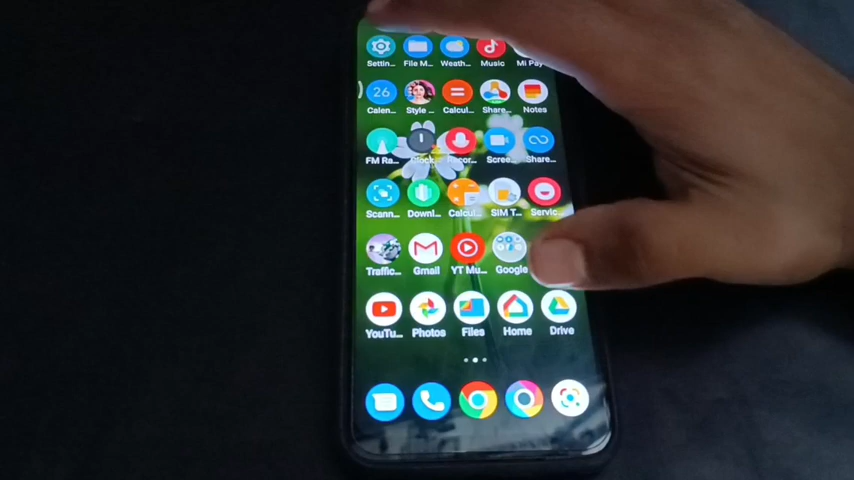 Settin... File M... Weath... Music Mi Pay
26
Calen... Style ... Calcul... Share... Notes
FM Ra... Clock Recor... Scree... Share...
Scann... Downl... Calcul... SIM T... Servic...
Traffic... Gmail YT Mu... Google
YouTu... Photos Files Home Drive